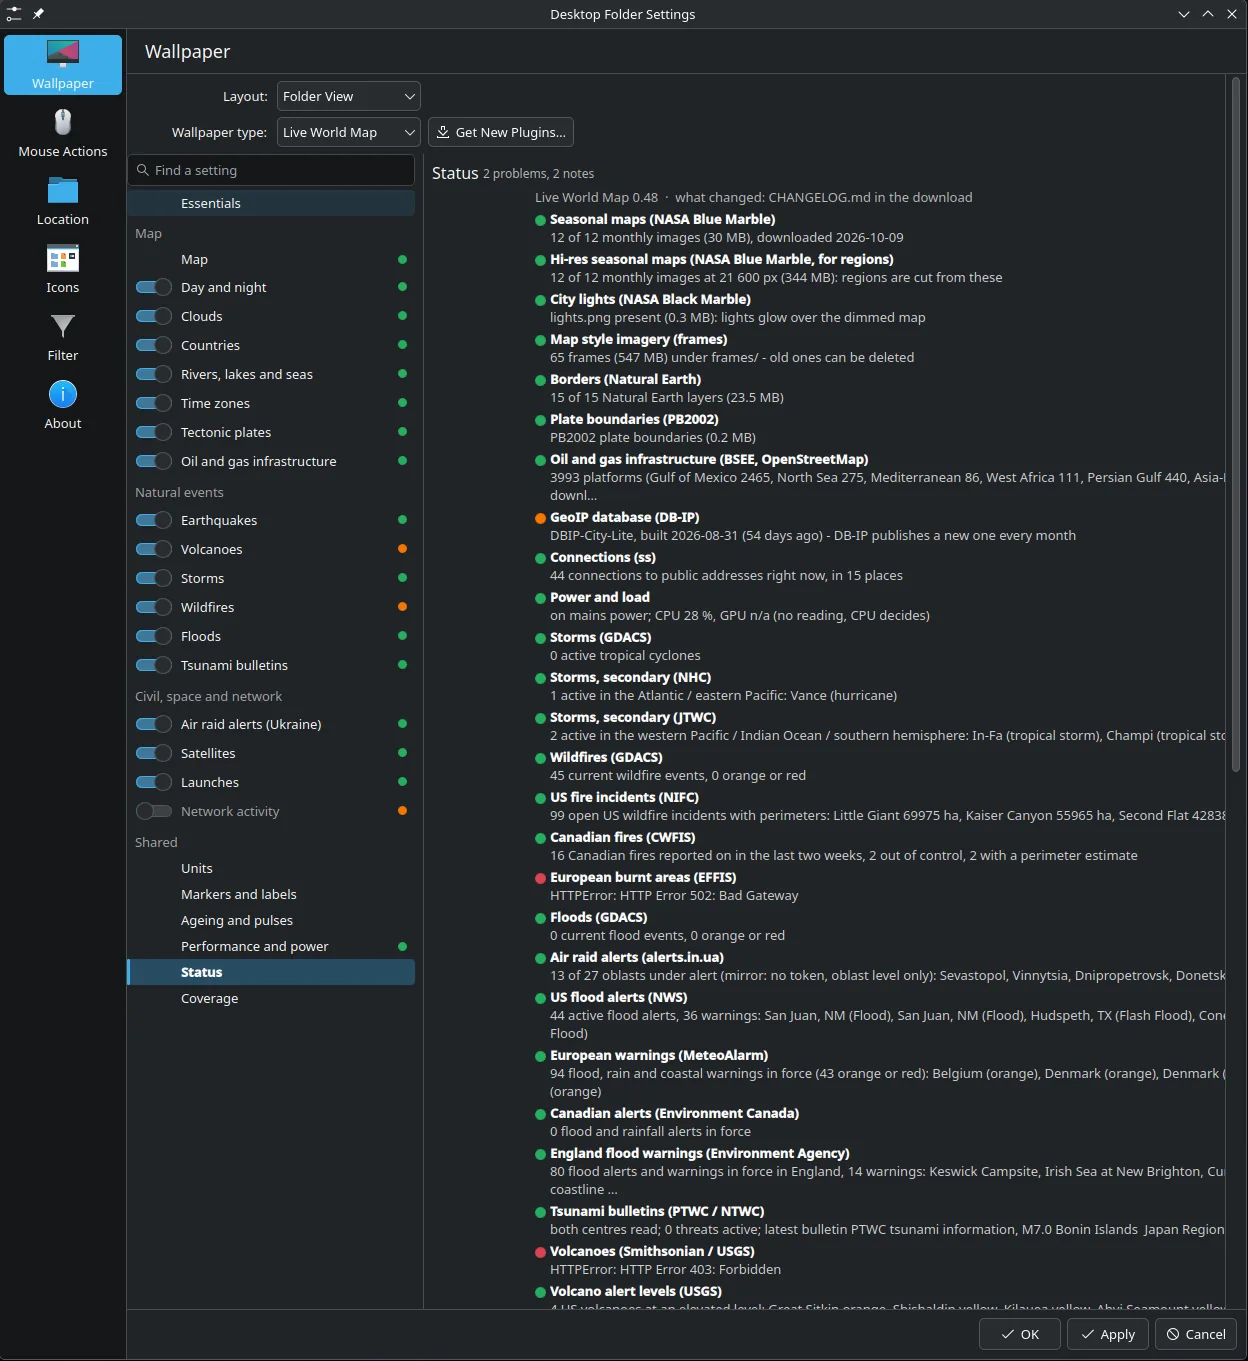 Desktop Folder Settings
Wallpaper
Mouse Actions
Location
Icons
Filter
About
Wallpaper
Layout: Folder View
Wallpaper type: Live World Map Get New Plugins...
Find a setting
Essentials
Map
Map
Day and night
Clouds
Countries
Rivers, lakes and seas
Time zones
Tectonic plates
Oil and gas infrastructure
Natural events
Earthquakes
Volcanoes
Storms
Wildfires
Floods
Tsunami bulletins
Civil, space and network
Air raid alerts (Ukraine)
Satellites
Launches
Network activity
Shared
Units
Markers and labels
Ageing and pulses
Performance and power
Status
Coverage
Status 2 problems, 2 notes
Live World Map 0.48 · what changed: CHANGELOG.md in the download
Seasonal maps (NASA Blue Marble)
12 of 12 monthly images (30 MB), downloaded 2026-10-09
Hi-res seasonal maps (NASA Blue Marble, for regions)
12 of 12 monthly images at 21 600 px (344 MB): regions are cut from these
City lights (NASA Black Marble)
lights.png present (0.3 MB): lights glow over the dimmed map
Map style imagery (frames)
65 frames (547 MB) under frames/ - old ones can be deleted
Borders (Natural Earth)
15 of 15 Natural Earth layers (23.5 MB)
Plate boundaries (PB2002)
PB2002 plate boundaries (0.2 MB)
Oil and gas infrastructure (BSEE, OpenStreetMap)
3993 platforms (Gulf of Mexico 2465, North Sea 275, Mediterranean 86, West Africa 111, Persian Gulf 440, Asia-
downl...
GeoIP database (DB-IP)
DBIP-City-Lite, built 2026-08-31 (54 days ago) - DB-IP publishes a new one every month
Connections (ss)
44 connections to public addresses right now, in 15 places
Power and load
on mains power; CPU 28 %, GPU n/a (no reading, CPU decides)
Storms (GDACS)
0 active tropical cyclones
Storms, secondary (NHC)
1 active in the Atlantic / eastern Pacific: Vance (hurricane)
Storms, secondary (JTWC)
2 active in the western Pacific / Indian Ocean / southern hemisphere: In-Fa (tropical storm), Champi (tropical
Wildfires (GDACS)
45 current wildfire events, 0 orange or red
US fire incidents (NIFC)
99 open US wildfire incidents with perimeters: Little Giant 69975 ha, Kaiser Canyon 55965 ha, Second Flat 42838
Canadian fires (CWFIS)
16 Canadian fires reported on in the last two weeks, 2 out of control, 2 with a perimeter estimate
European burnt areas (EFFIS)
HTTPError: HTTP Error 502: Bad Gateway
Floods (GDACS)
0 current flood events, 0 orange or red
Air raid alerts (alerts.in.ua)
13 of 27 oblasts under alert (mirror: no token, oblast level only): Sevastopol, Vinnytsia, Dnipropetrovsk, Donetsk
US flood alerts (NWS)
44 active flood alerts, 36 warnings: San Juan, NM (Flood), San Juan, NM (Flood), Hudspeth, TX (Flash Flood),
Flood)
European warnings (MeteoAlarm)
94 flood, rain and coastal warnings in force (43 orange or red): Belgium (orange), Denmark (orange), Denmark (
(orange)
Canadian alerts (Environment Canada)
0 flood and rainfall alerts in force
England flood warnings (Environment Agency)
80 flood alerts and warnings in force in England, 14 warnings: Keswick Campsite, Irish Sea at New Brighton,
coastline ...
Tsunami bulletins (PTWC / NTWC)
both centres read; 0 threats active; latest bulletin PTWC tsunami information, M7.0 Bonin Islands Japan Region
Volcanoes (Smithsonian / USGS)
HTTPError: HTTP Error 403: Forbidden
Volcano alert levels (USGS)
4 US volcanoes at an elevated level: Great Sitkin orange, Shishaldin yellow, Kilauea yellow, Ahyi Seamount yellow
OK
Apply
Cancel